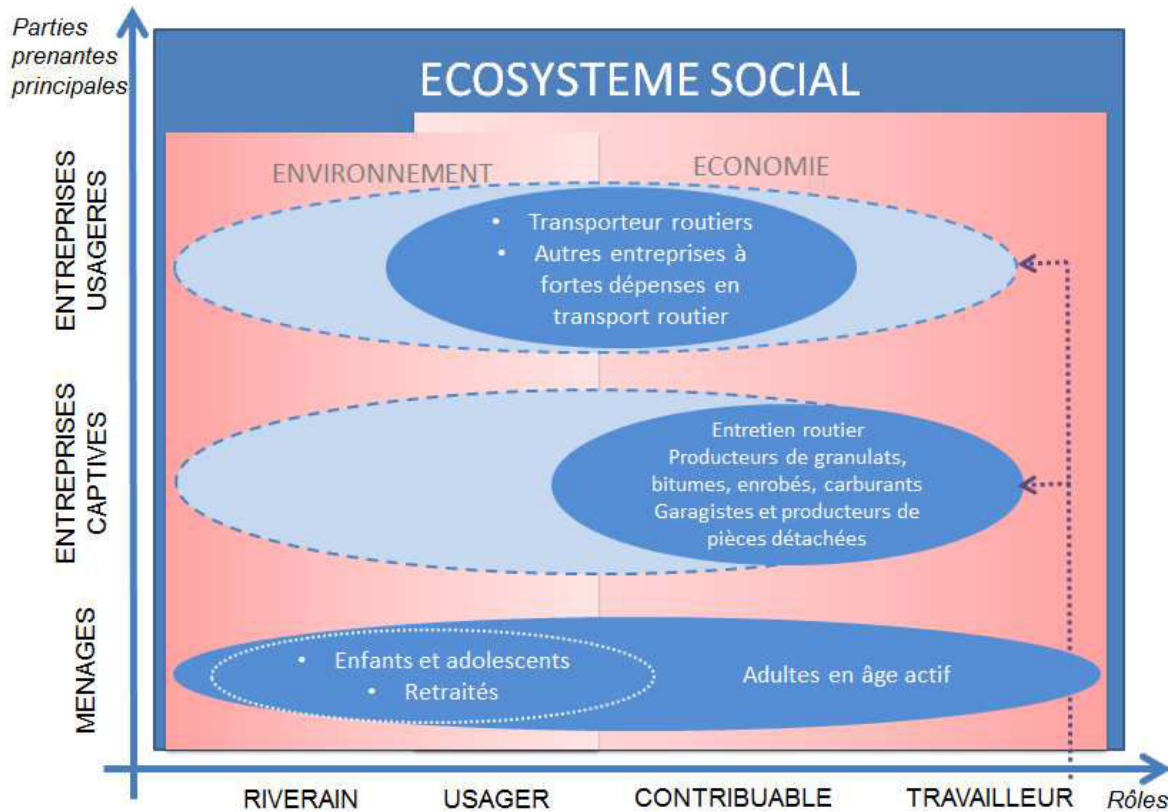 Parties
prenantes
principales
ECOSYSTEME SOCIAL
ENVIRONNEMENT
ECONOMIE
ENTREPRISES
USAGERES
• Transporteur routiers
• Autres entreprises à
fortes dépenses en
transport routier
ENTREPRISES
CAPTIVES
Entretien routier
Producteurs de granulats,
bitumes, enrobés, carburants
Garagistes et producteurs de
pièces détachées
MENAGES
• Enfants et adolescents
• Retraités
Adultes en âge actif
RIVERAIN
USAGER
CONTRIBUABLE
TRAVAILLEUR
Rôles